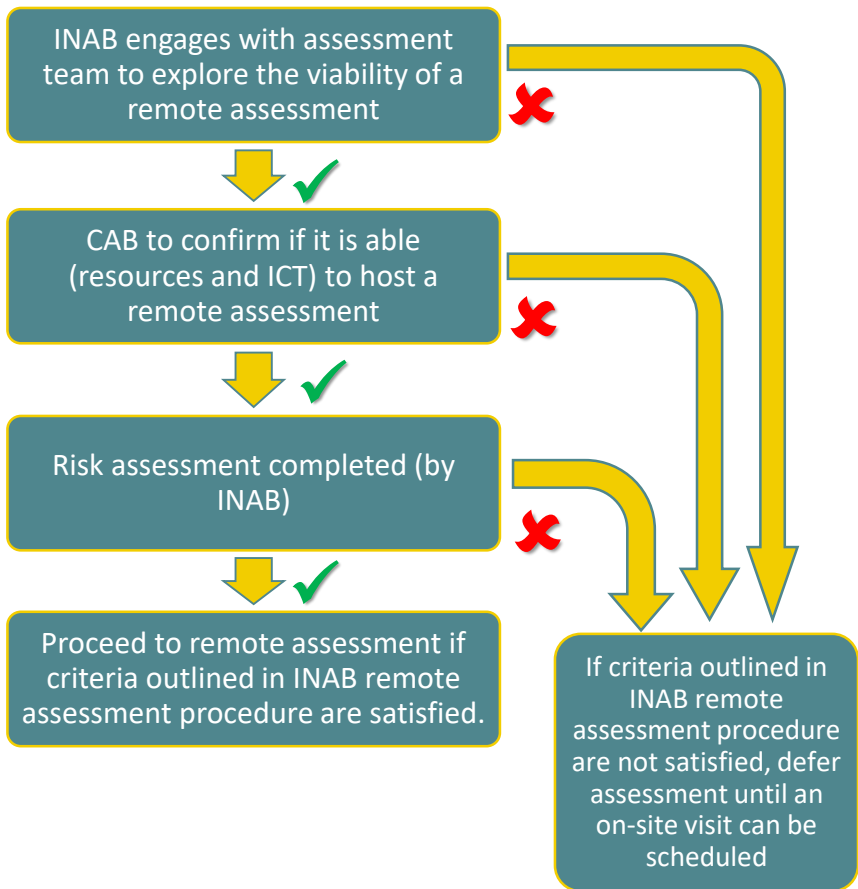 INAB engages with assessment
team to explore the viability of a
remote assessment
CAB to confirm if it is able
(resources and ICT) to host a
remote assessment
Risk assessment completed (by
INAB)
Proceed to remote assessment if
criteria outlined in INAB remote
assessment procedure are satisfied.
If criteria outlined in
INAB remote
assessment procedure
are not satisfied, defer
assessment until an
on-site visit can be
scheduled